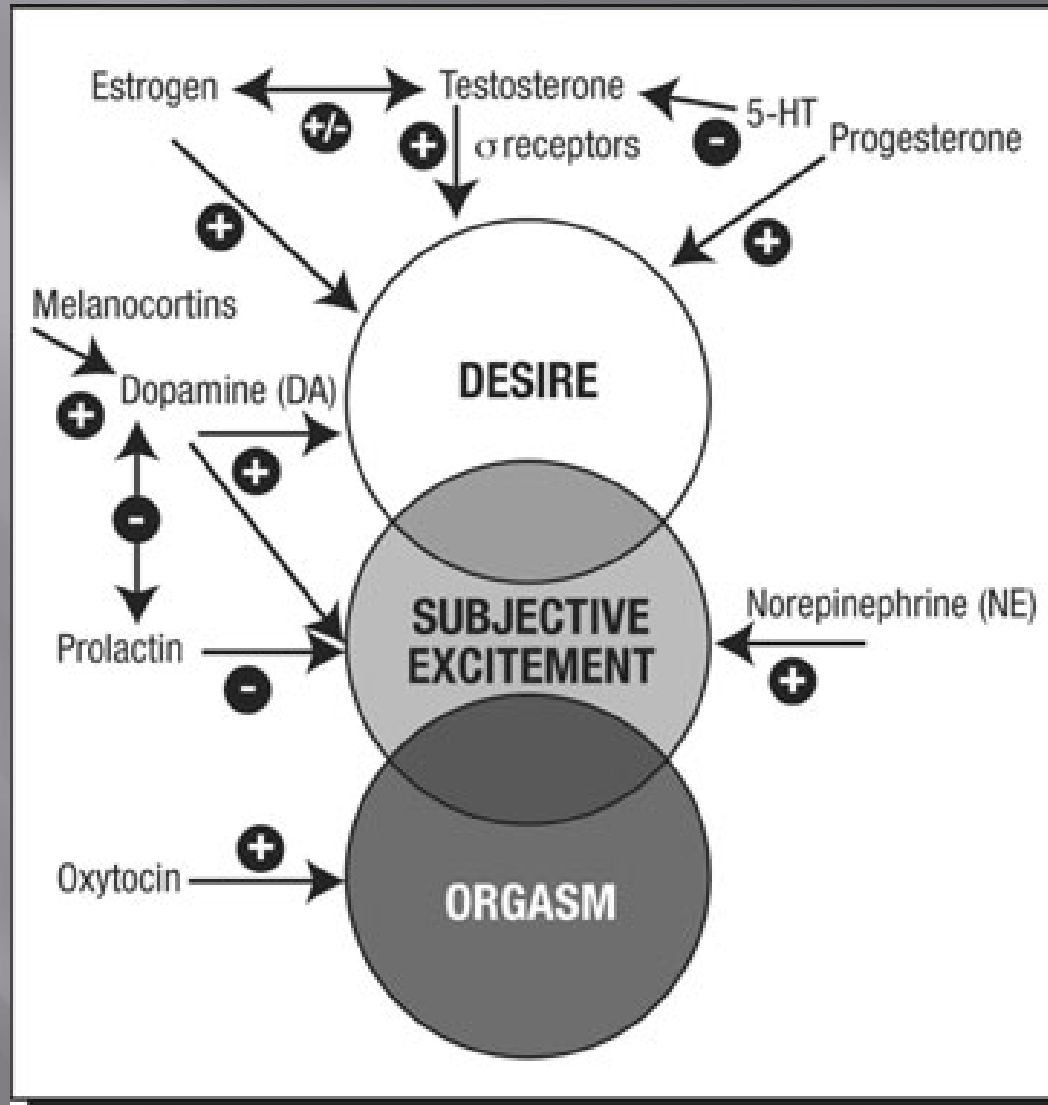 Estrogen
Testosterone
5-HT
+/-
+
σ receptors
-
Progesterone
+
+
Melanocortins
DESIRE
Dopamine (DA)
+
+
-
SUBJECTIVE
EXCITEMENT
Norepinephrine (NE)
Prolactin
-
+
+
Oxytocin
ORGASM